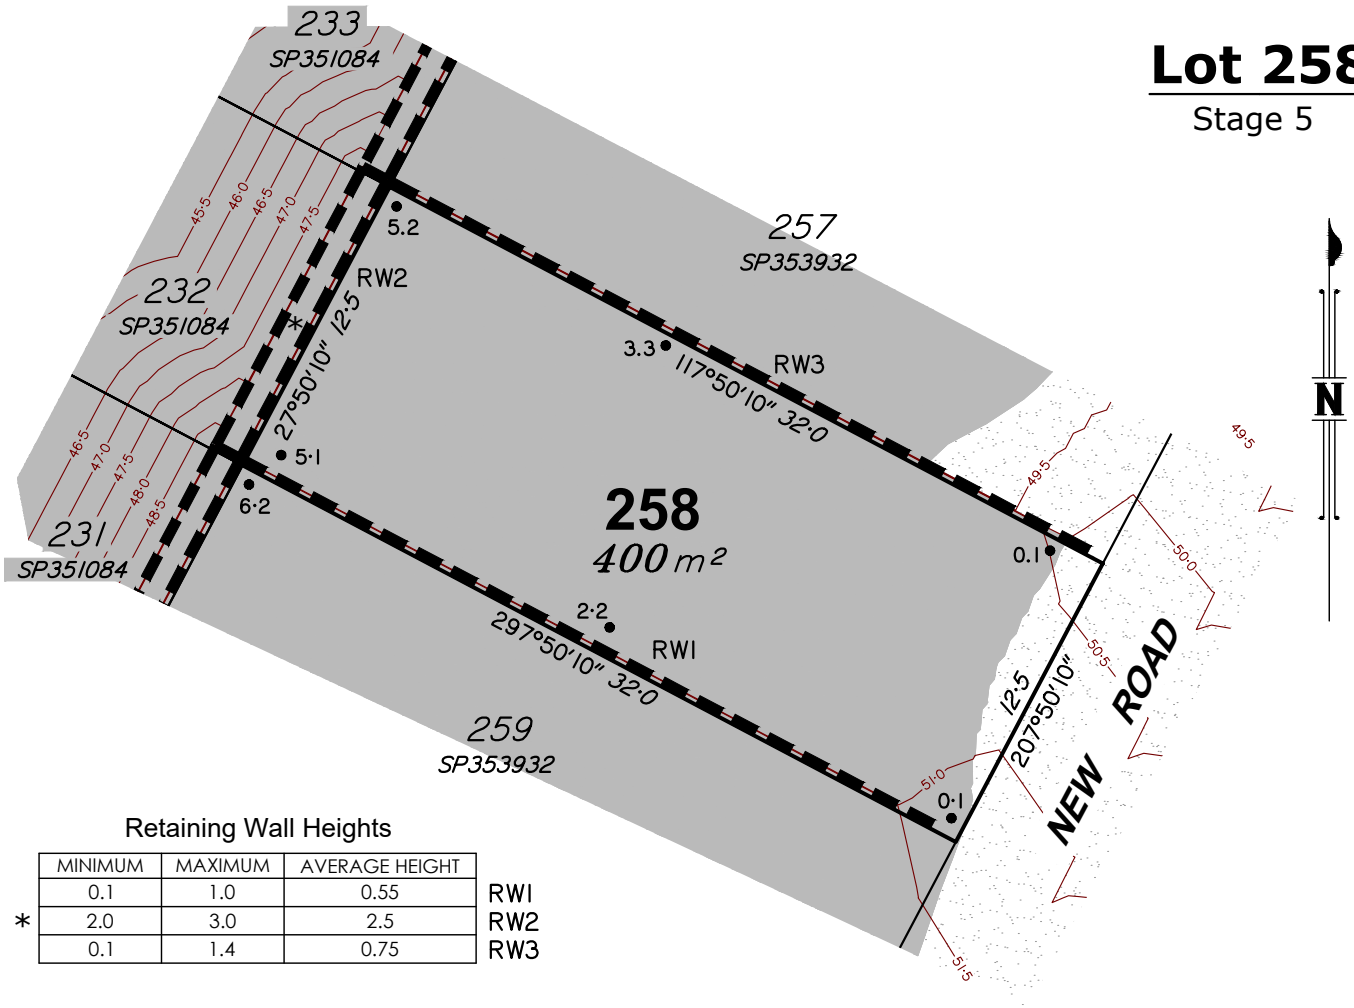 Lot 258
Stage 5
233
SP351084
45·5
46·0
46·5
47·0
47·5
5.2
257
SP353932
RW2
232
SP351084
*
27°50'10" 12·5
3.3
117°50'10" 32·0
RW3
N
49·5
49·5
46·5
47·0
47·5
48·0
48·5
5·1
6·2
258
400 m²
231
SP351084
0.1
50·0
2·2
297°50'10" 32·0
RW1
50·5
12·5
207°50'10"
NEW ROAD
259
SP353932
51·0
0·1
51·5
Retaining Wall Heights
MINIMUM MAXIMUM AVERAGE HEIGHT
0.1 1.0 0.55 RW1
* 2.0 3.0 2.5 RW2
0.1 1.4 0.75 RW3